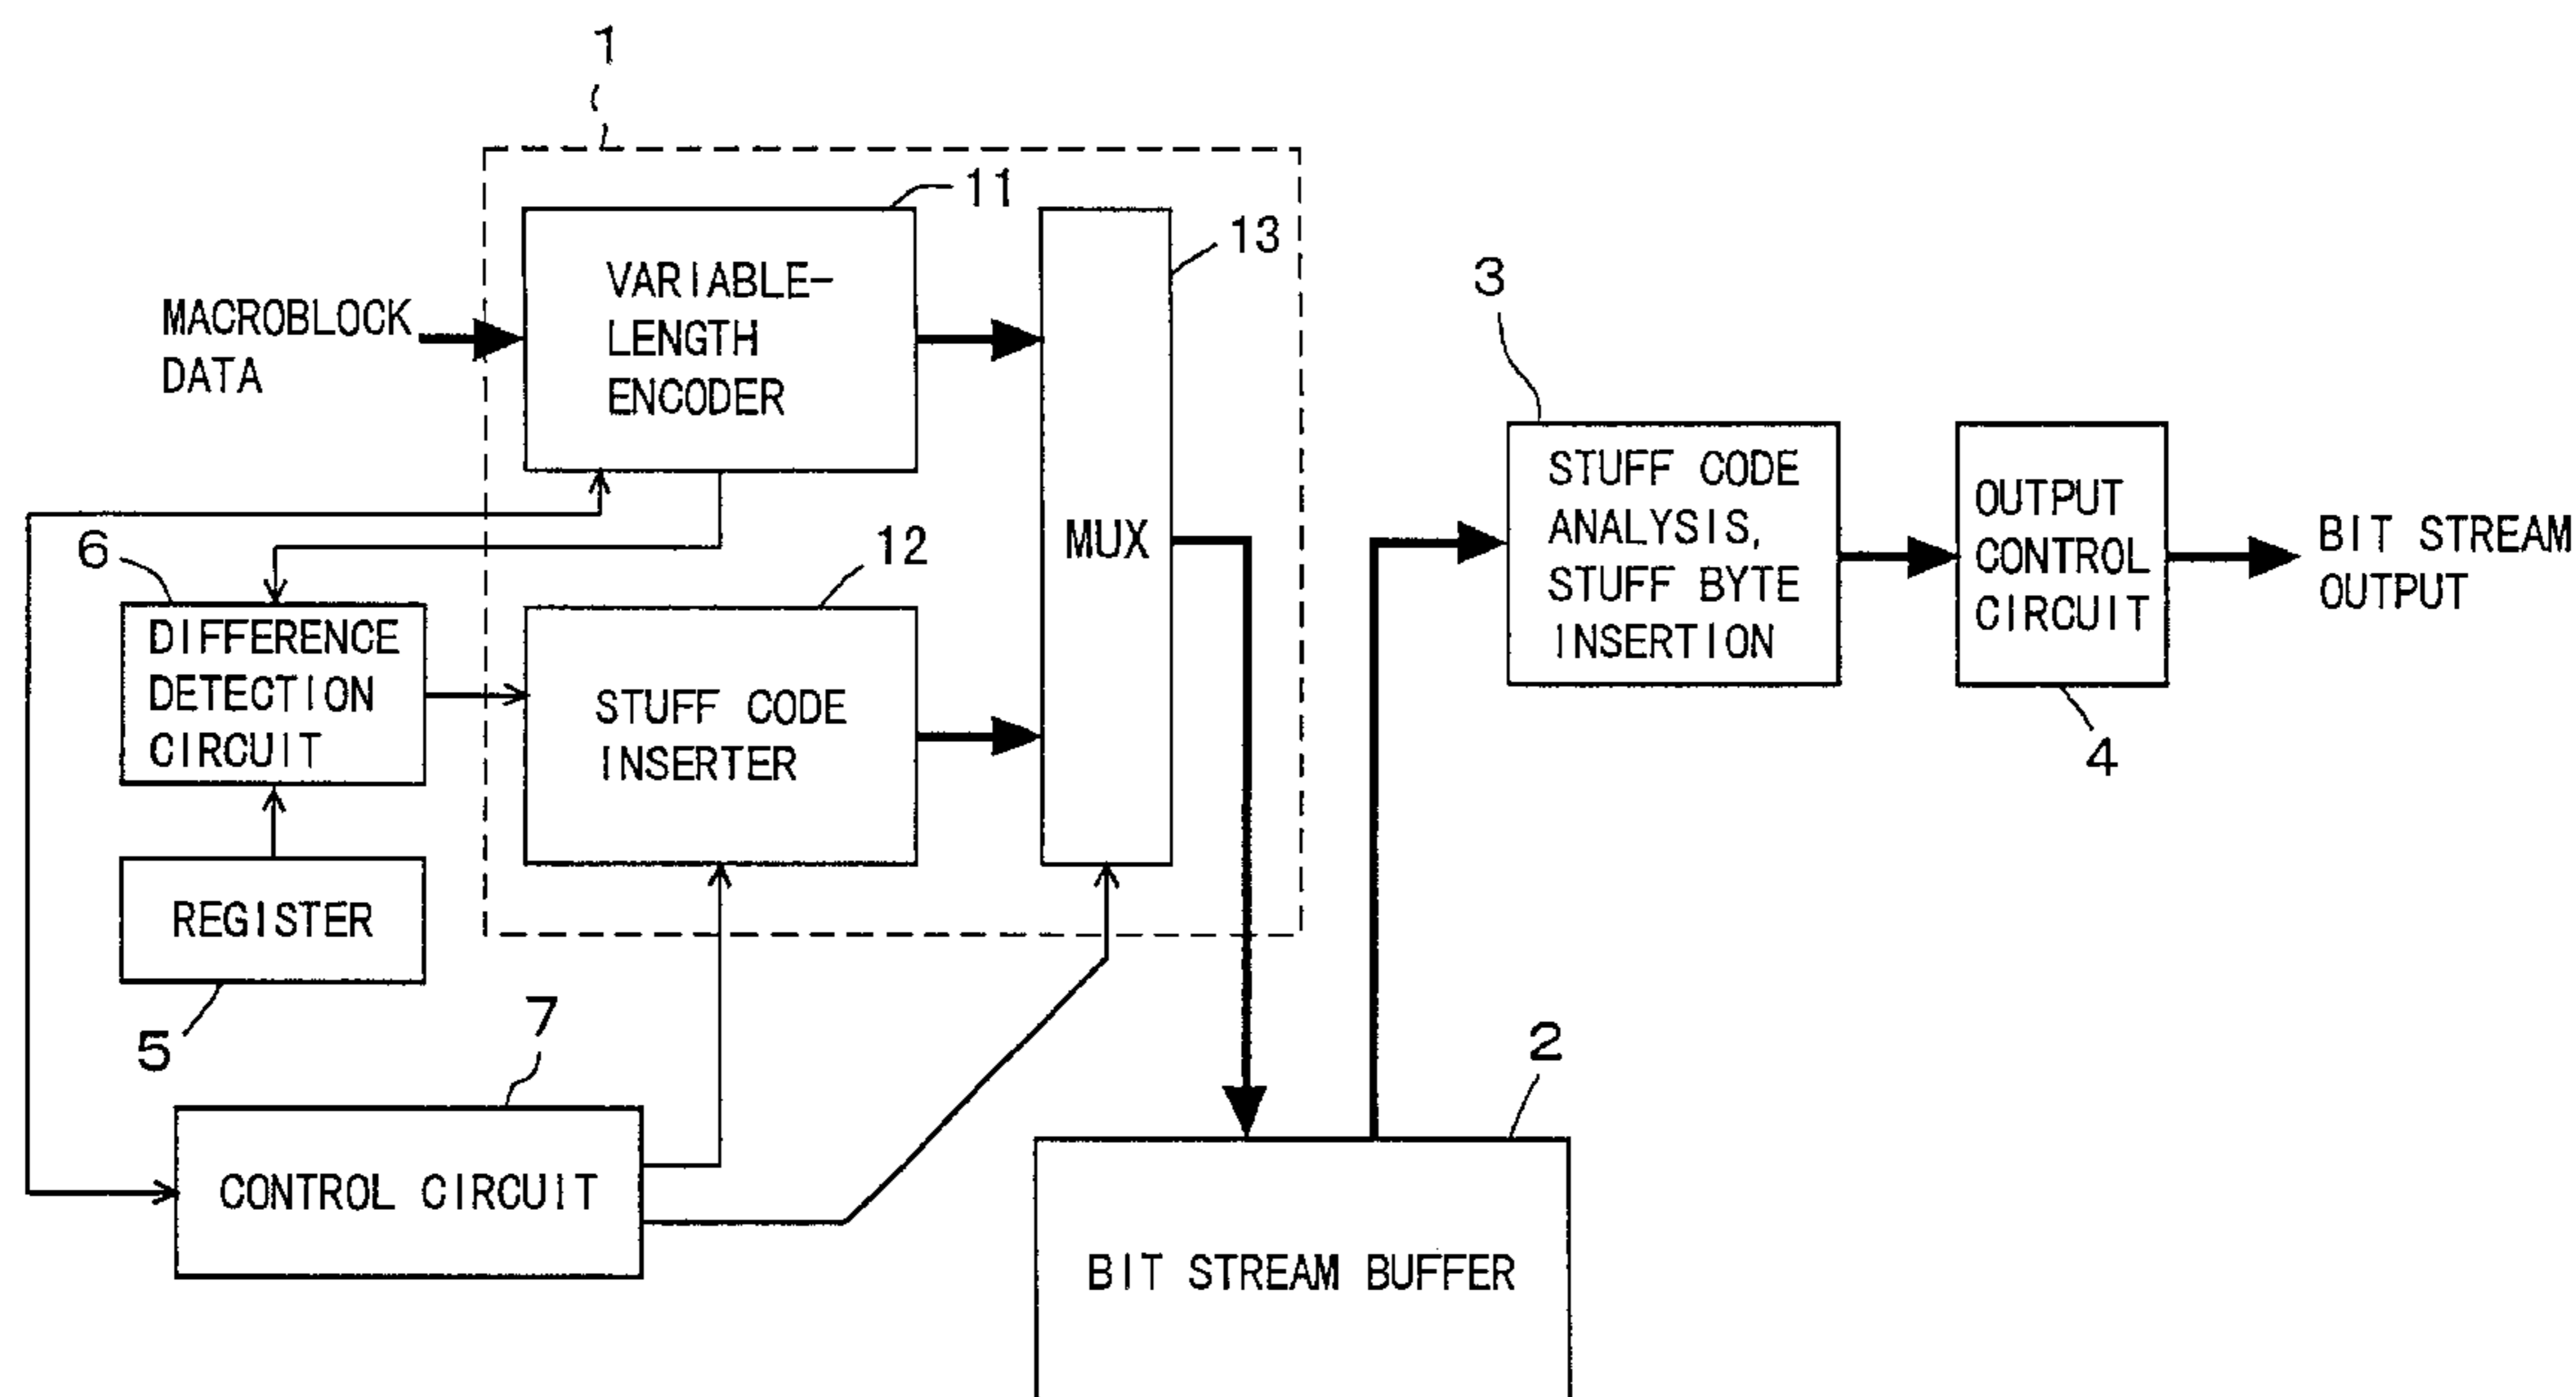 1
11
13
VARIABLE-
LENGTH
ENCODER
MACROBLOCK
DATA
3
STUFF CODE
ANALYSIS,
STUFF BYTE
INSERTION
OUTPUT
CONTROL
CIRCUIT
BIT STREAM
OUTPUT
4
6
12
MUX
DIFFERENCE
DETECTION
CIRCUIT
STUFF CODE
INSERTER
REGISTER
5
7
2
CONTROL CIRCUIT
BIT STREAM BUFFER